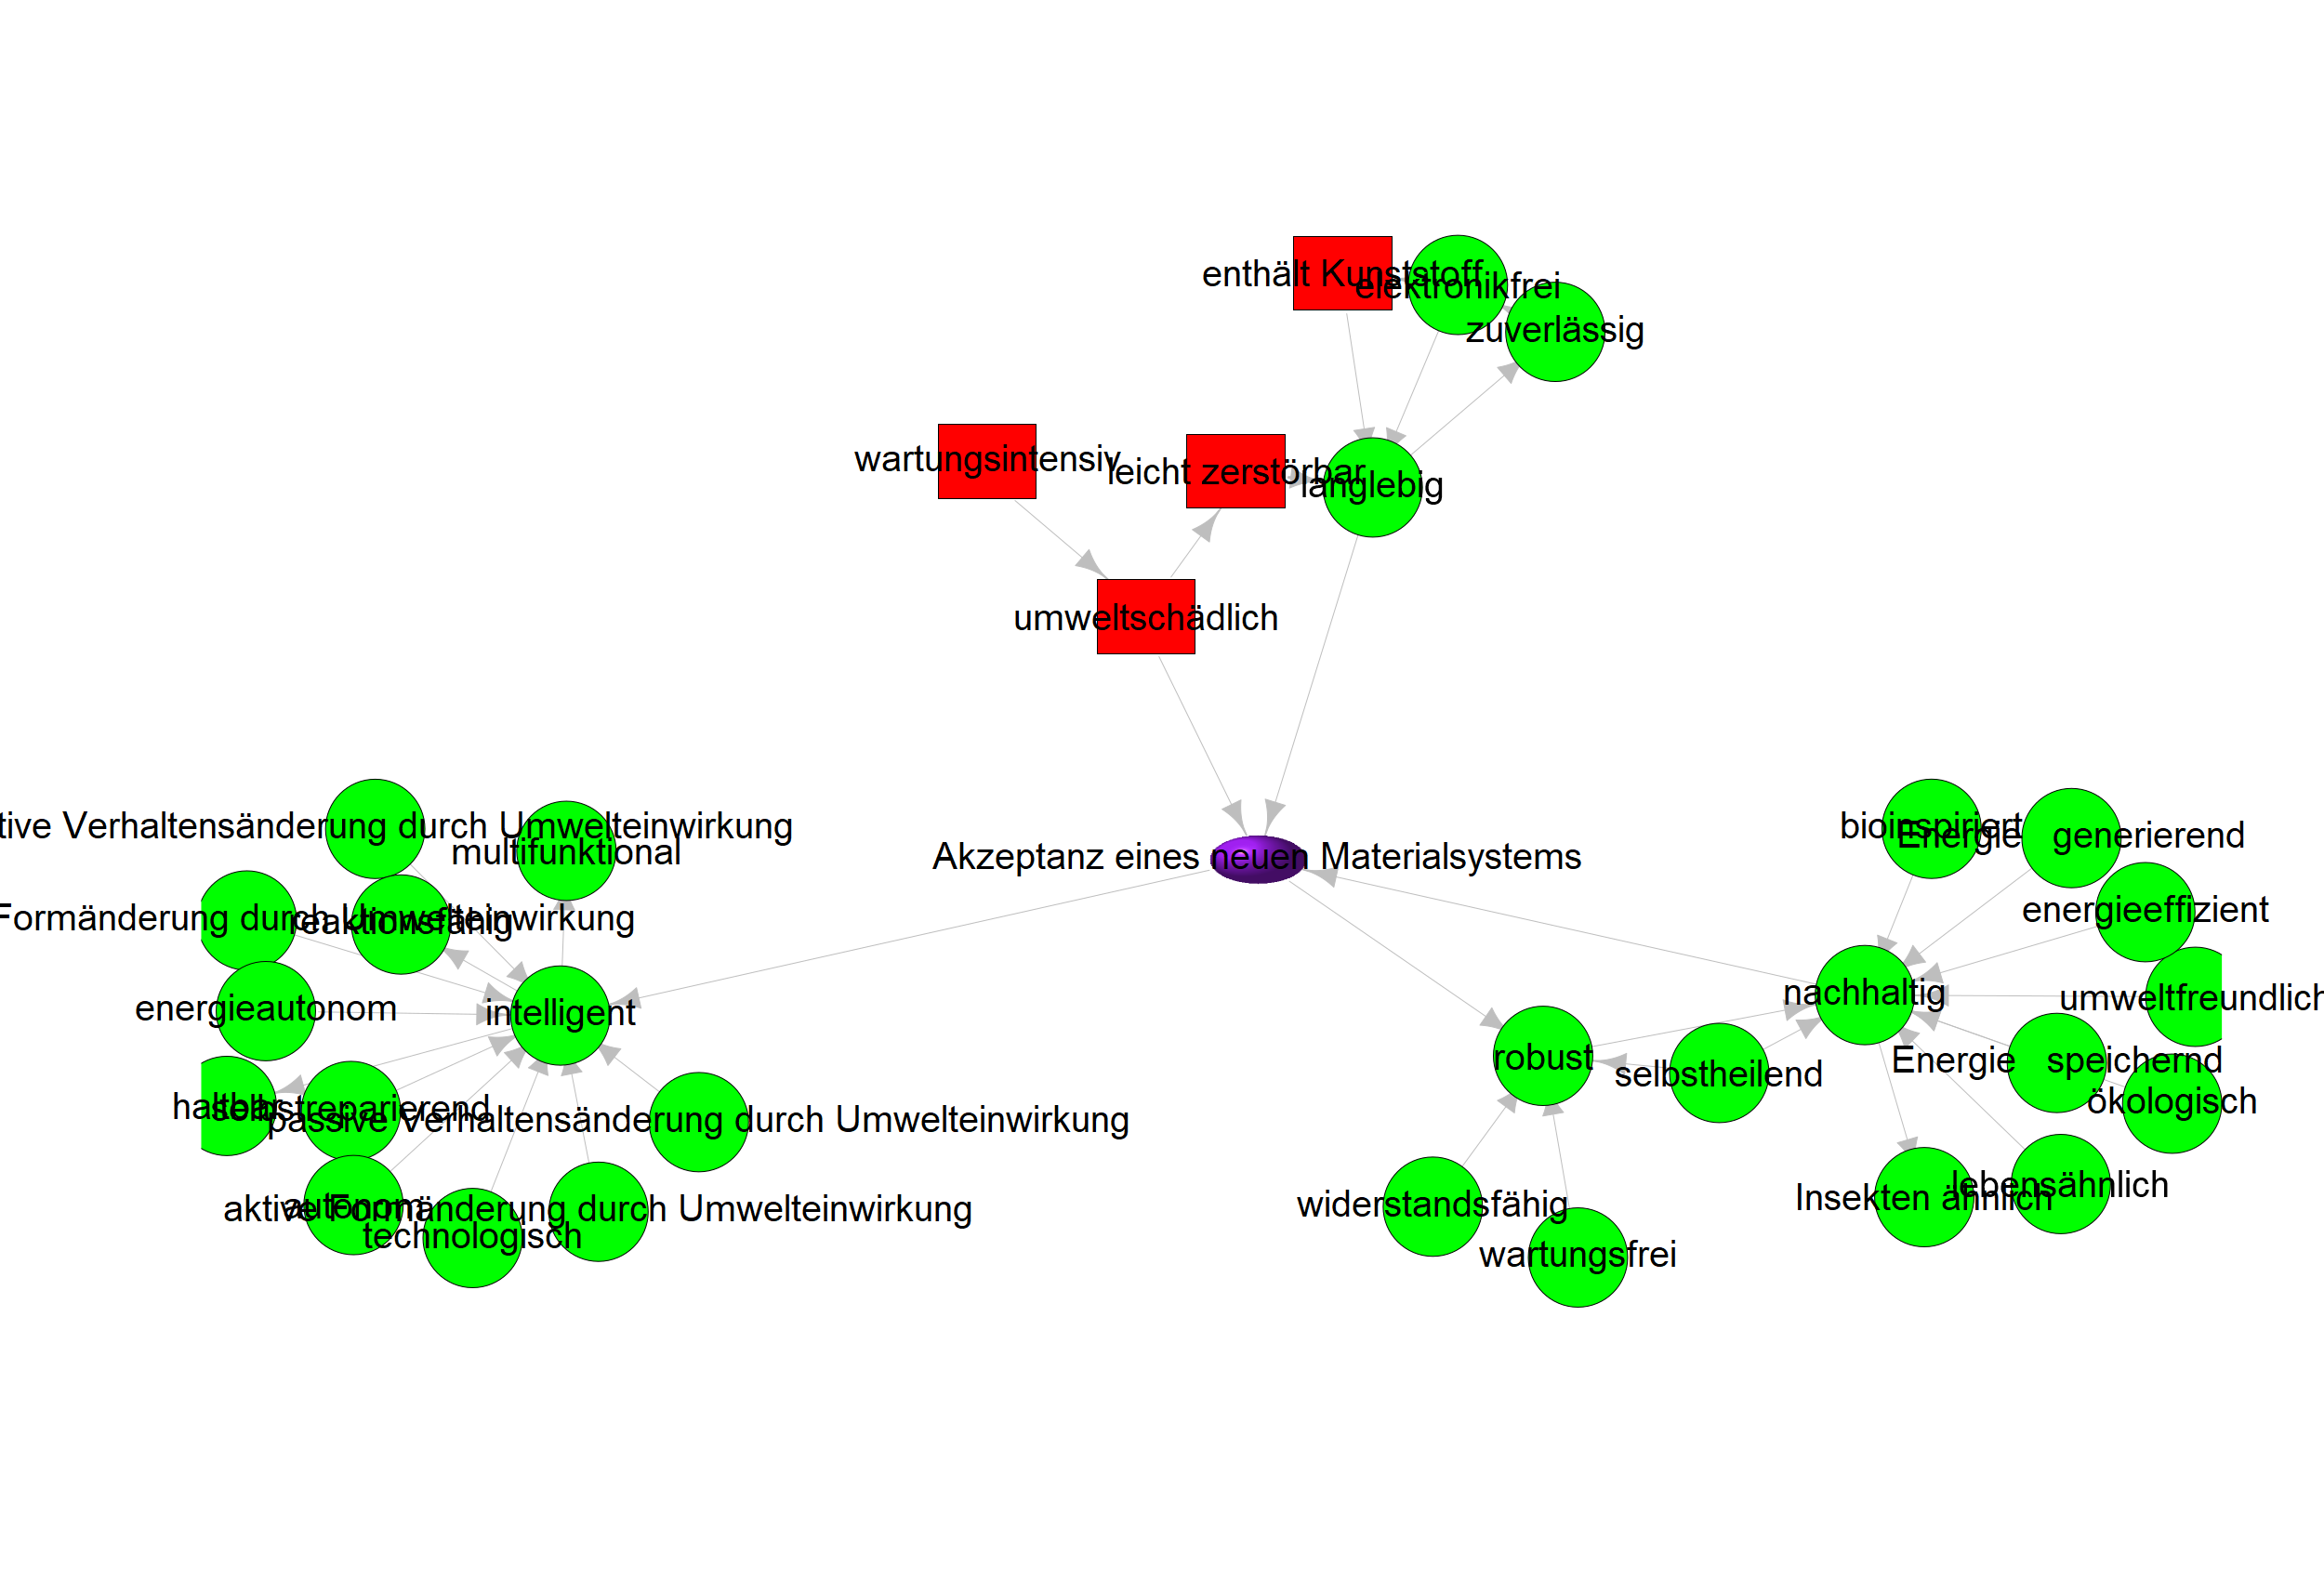 enthält Kunststoff
elektronikfrei
zuverlässig
wartungsintensiv
leicht zerstörbar
langlebig
umweltschädlich
tive Verhaltensänderung durch Umwelteinwirkung
multifunktional
Akzeptanz eines neuen Materialsystems
bioinspiriert
Energie generierend
Formänderung durch Umwelteinwirkung
reaktionsfähig
energieeffizient
energieautonom
intelligent
nachhaltig
umweltfreundlich
robust
selbstheilend
Energie speichernd
haltbar
selbstreparierend
passive Verhaltensänderung durch Umwelteinwirkung
ökologisch
autonom
aktive Formänderung durch Umwelteinwirkung
technologisch
widerstandsfähig
wartungsfrei
Insekten ähnlich
lebensähnlich